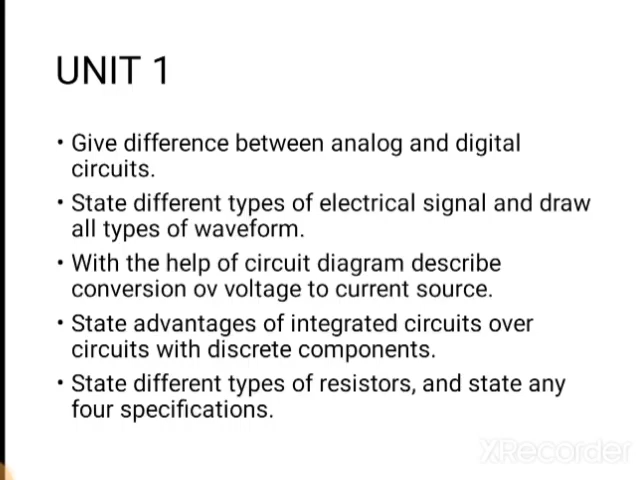 UNIT 1
• Give difference between analog and digital
circuits.
• State different types of electrical signal and draw
all types of waveform.
• With the help of circuit diagram describe
conversion ov voltage to current source.
• State advantages of integrated circuits over
circuits with discrete components.
• State different types of resistors, and state any
four specifications.
XRecorder